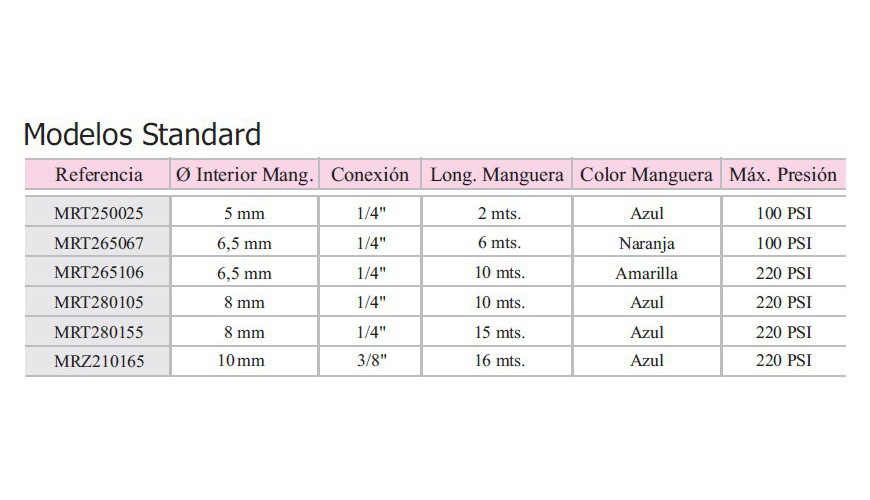 Modelos Standard
Referencia Ø Interior Mang. Conexión Long. Manguera Color Manguera Máx. Presión
MRT250025 5 mm 1/4" 2 mts. Azul 100 PSI
MRT265067 6,5 mm 1/4" 6 mts. Naranja 100 PSI
MRT265106 6,5 mm 1/4" 10 mts. Amarilla 220 PSI
MRT280105 8 mm 1/4" 10 mts. Azul 220 PSI
MRT280155 8 mm 1/4" 15 mts. Azul 220 PSI
MRZ210165 10 mm 3/8" 16 mts. Azul 220 PSI